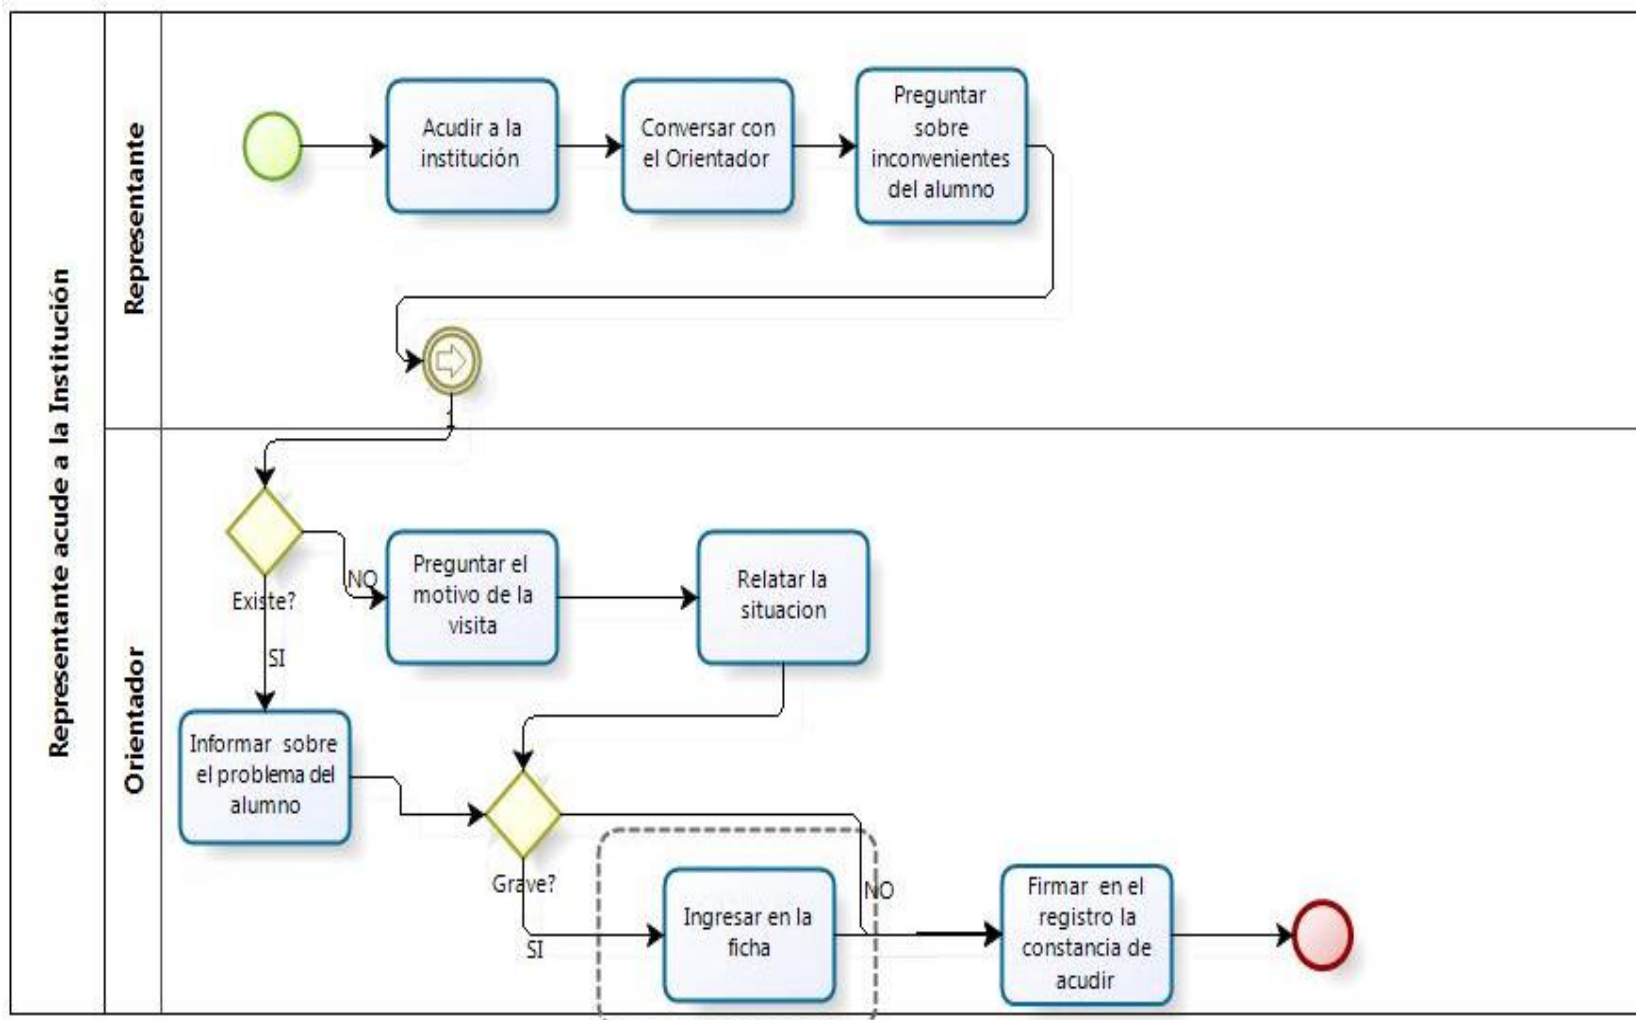 Representante acude a la Institución
Representante
Acudir a la
institución
Conversar con
el Orientador
Preguntar
sobre
inconvenientes
del alumno
Orientador
Existe?
NO
SI
Preguntar el
motivo de la
visita
Relatar la
situacion
Informar sobre
el problema del
alumno
Grave?
SI
NO
Ingresar en la
ficha
Firmar en el
registro la
constancia de
acudir